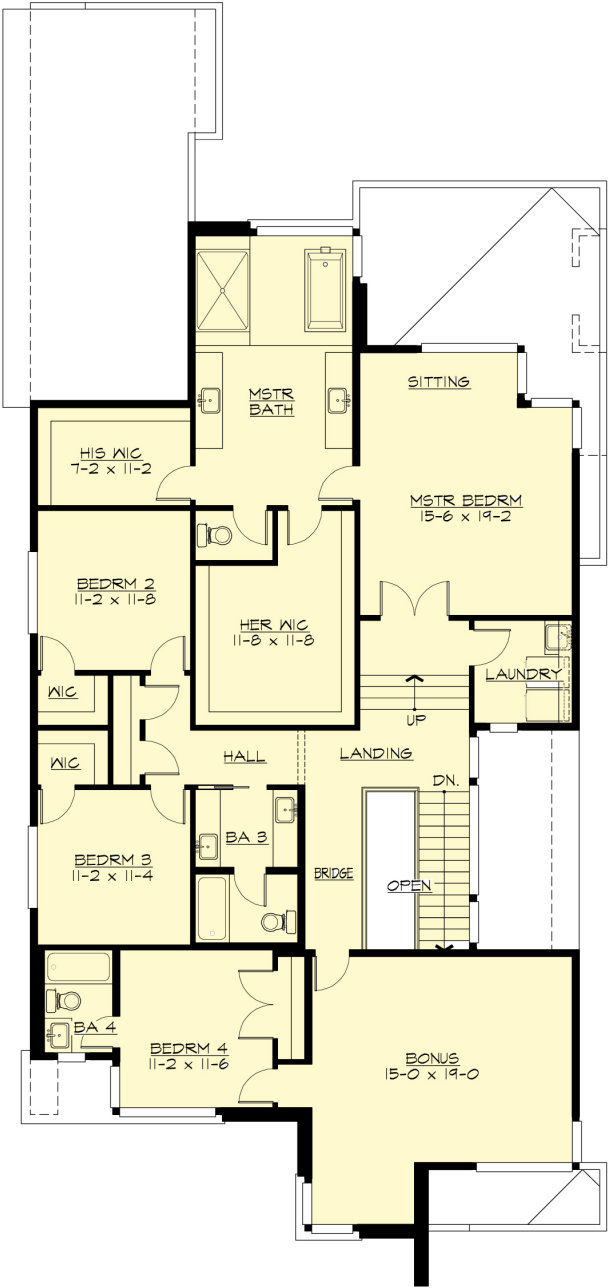 SITTING
MSTR
BATH
HIS WIC
7-2 x 11-2
MSTR BEDRM
15-6 x 19-2
BEDRM 2
11-2 x 11-8
HER WIC
11-8 x 11-8
LAUNDRY
WIC
UP
HALL
LANDING
WIC
DN.
BA 3
BEDRM 3
11-2 x 11-4
BRIDGE
OPEN
BA 4
BEDRM 4
11-2 x 11-6
BONUS
15-0 x 19-0